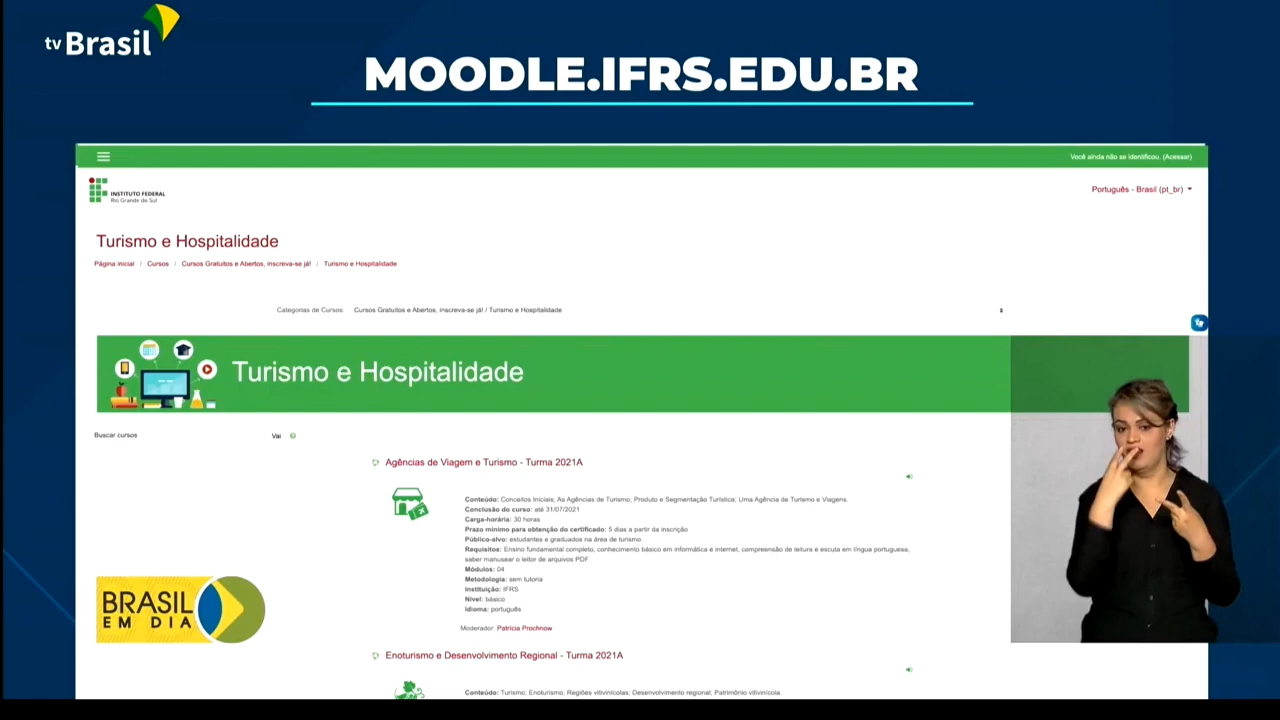 tv Brasil
MOODLE.IFRS.EDU.BR
Você ainda não se identificou. (Acessar)
INSTITUTO FEDERAL
Rio Grande do Sul
Português - Brasil (pt_br)
Turismo e Hospitalidade
Página inicial / Cursos / Cursos Gratuitos e Abertos, inscreva-se já! / Turismo e Hospitalidade
Categorias de Cursos: Cursos Gratuitos e Abertos, inscreva-se já! / Turismo e Hospitalidade
Turismo e Hospitalidade
Buscar cursos Vai
Agências de Viagem e Turismo - Turma 2021A
Conteúdo: Conceitos Iniciais; As Agências de Turismo; Produto e Segmentação Turística; Uma Agência de Turismo e Viagens.
Conclusão do curso: até 31/07/2021
Carga-horária: 30 horas
Prazo mínimo para obtenção do certificado: 5 dias a partir da inscrição
Público-alvo: estudantes e graduados na área de turismo.
Requisitos: Ensino fundamental completo, conhecimento básico em informática e internet, compreensão de leitura e escuta em língua portuguesa,
saber manusear o leitor de arquivos PDF
Módulos: 04
Metodologia: sem tutoria
Instituição: IFRS
Nível: básico
Idioma: português
Moderador: Patrícia Prochnow
BRASIL
EM DIA
Enoturismo e Desenvolvimento Regional - Turma 2021A
Conteúdo: Turismo; Enoturismo; Regiões vitivinícolas; Desenvolvimento regional; Patrimônio vitivinícola.